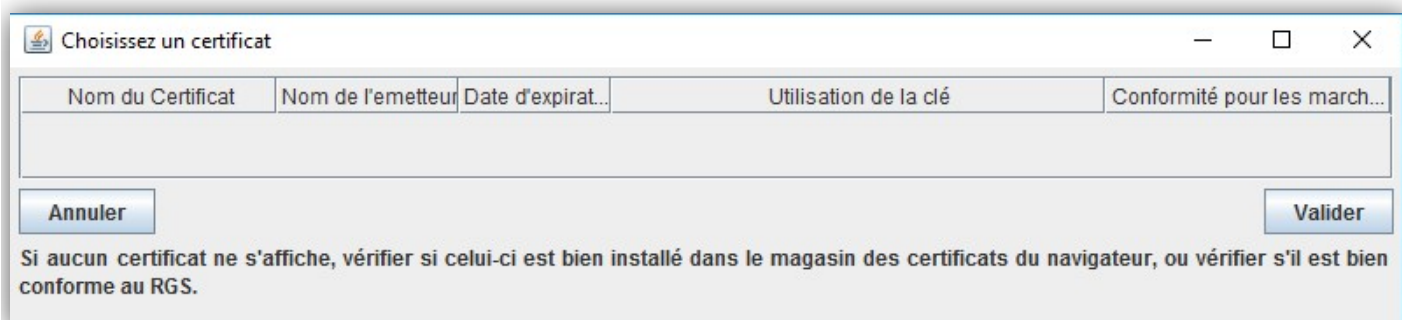 Choisissez un certificat
Nom du Certificat Nom de l'emetteur Date d'expirat... Utilisation de la clé Conformité pour les march...
Annuler Valider
Si aucun certificat ne s'affiche, vérifier si celui-ci est bien installé dans le magasin des certificats du navigateur, ou vérifier s'il est bien
conforme au RGS.